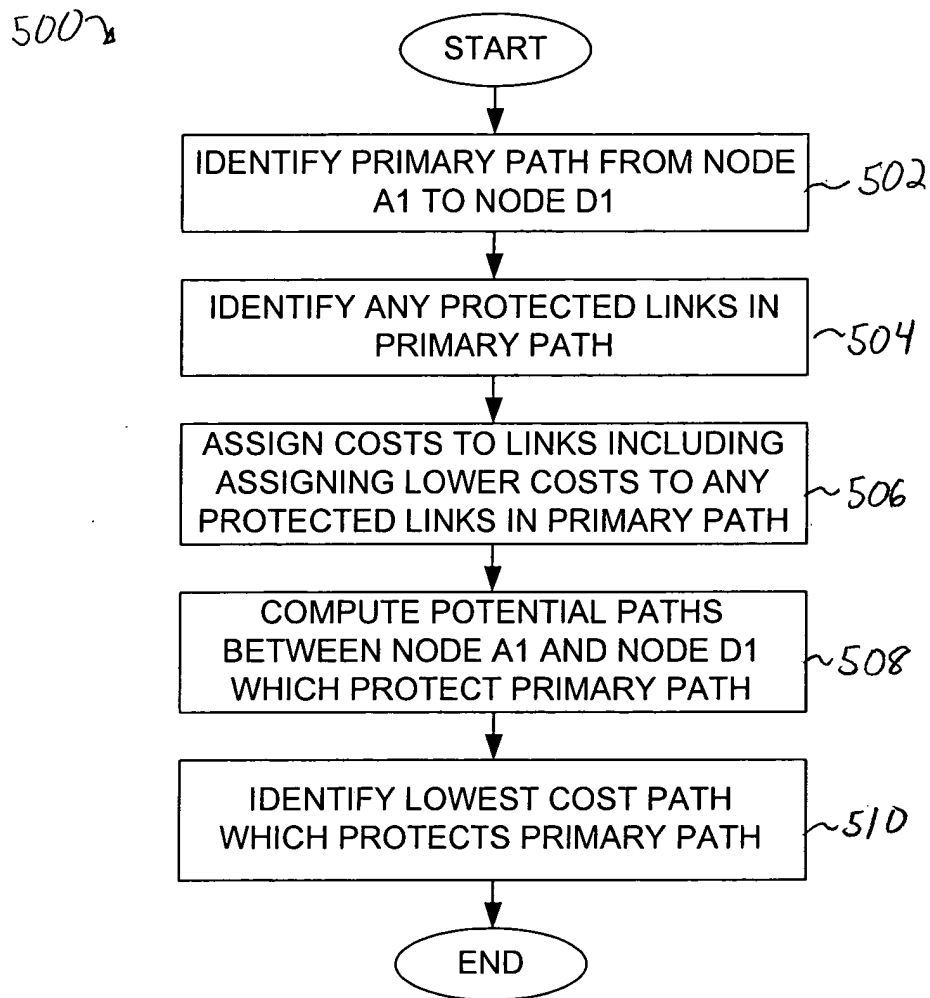 500
START
IDENTIFY PRIMARY PATH FROM NODE
A1 TO NODE D1
502
IDENTIFY ANY PROTECTED LINKS IN
PRIMARY PATH
504
ASSIGN COSTS TO LINKS INCLUDING
ASSIGNING LOWER COSTS TO ANY
PROTECTED LINKS IN PRIMARY PATH
506
COMPUTE POTENTIAL PATHS
BETWEEN NODE A1 AND NODE D1
WHICH PROTECT PRIMARY PATH
508
IDENTIFY LOWEST COST PATH
WHICH PROTECTS PRIMARY PATH
510
END